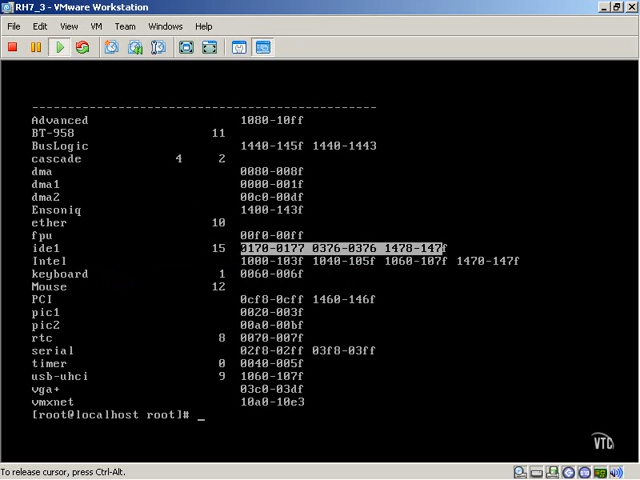 RH7_3 - VMware Workstation
File Edit View VM Team Windows Help
------------------------------------------------
Advanced 1080-10ff
BT-958 11
BusLogic 1440-145f 1440-1443
cascade 4 2
dma 0080-008f
dma1 0000-001f
dma2 00c0-00df
Ensoniq 1400-143f
ether 10
fpu 00f0-00ff
ide1 15 0170-0177 0376-0376 1478-147f
Intel 1000-103f 1040-105f 1060-107f 1470-147f
keyboard 1 0060-006f
Mouse 12
PCI 0cf8-0cff 1460-146f
pic1 0020-003f
pic2 00a0-00bf
rtc 8 0070-007f
serial 02f8-02ff 03f8-03ff
timer 0 0040-005f
usb-uhci 9 1060-107f
vga+ 03c0-03df
vmxnet 10a0-10e3
[root@localhost root]# _
VTC
To release cursor, press Ctrl-Alt.